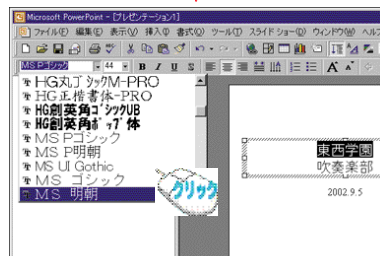 Microsoft PowerPoint - [プレゼンテーション1]
ファイル(F) 編集(E) 表示(V) 挿入(I) 書式(O) ツール(T) スライド ショー(D) ウィンドウ(W) ヘルプ
MS Pゴシック 44 B I U S
HG丸ゴシックM-PRO
HG正楷書体-PRO
HG創英角ゴシックUB
HG創英角ポップ体
MS Pゴシック
MS P明朝
MS UI Gothic
MS ゴシック
MS 明朝
クリック
東西学園
吹奏楽部
2002.9.5